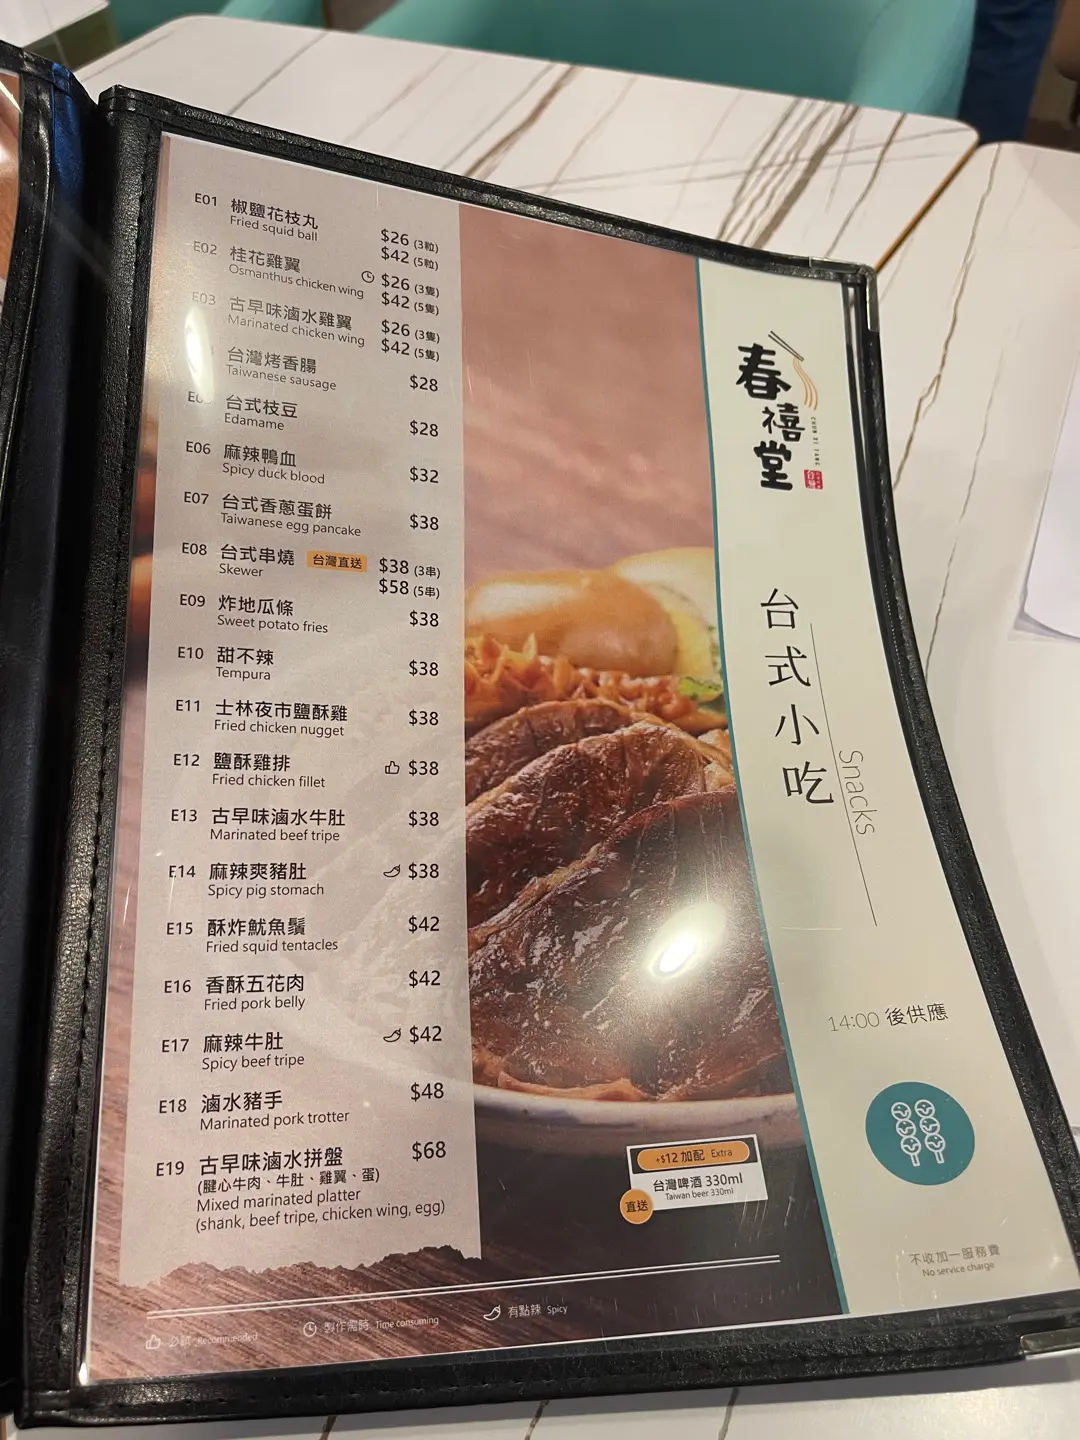 E01 椒鹽花枝丸
Fried squid ball
$26 (3粒)
$42 (5粒)
E02 桂花雞翼
Osmanthus chicken wing
$26 (3隻)
$42 (5隻)
E03 古早味滷水雞翼
Marinated chicken wing
$26 (3隻)
$42 (5隻)
台灣烤香腸
Taiwanese sausage
$28
台式枝豆
Edamame
$28
E06 麻辣鴨血
Spicy duck blood
$32
E07 台式香蔥蛋餅
Taiwanese egg pancake
$38
E08 台式串燒 台灣直送
Skewer
$38 (3串)
$58 (5串)
E09 炸地瓜條
Sweet potato fries
$38
E10 甜不辣
Tempura
$38
E11 士林夜市鹽酥雞
Fried chicken nugget
$38
E12 鹽酥雞排
Fried chicken fillet
$38
E13 古早味滷水牛肚
Marinated beef tripe
$38
E14 麻辣爽豬肚
Spicy pig stomach
$38
E15 酥炸魷魚鬚
Fried squid tentacles
$42
E16 香酥五花肉
Fried pork belly
$42
E17 麻辣牛肚
Spicy beef tripe
$42
E18 滷水豬手
Marinated pork trotter
$48
E19 古早味滷水拼盤
(腱心牛肉、牛肚、雞翼、蛋)
Mixed marinated platter
(shank, beef tripe, chicken wing, egg)
$68
必試 Recommended
製作需時 Time consuming
有點辣 Spicy
+$12 加配 Extra
台灣啤酒 330ml
Taiwan beer 330ml
直送
春禧堂
CHUN HI TANG
台式小吃
Snacks
14:00 後供應
不收加一服務費
No service charge